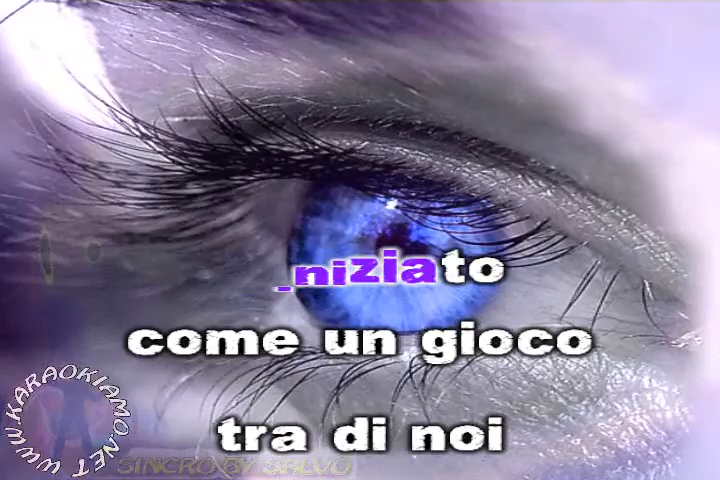 _niziato
come un gioco
tra di noi
WWW.KARAOKIAMO.NET
SINCRO BY SALVO